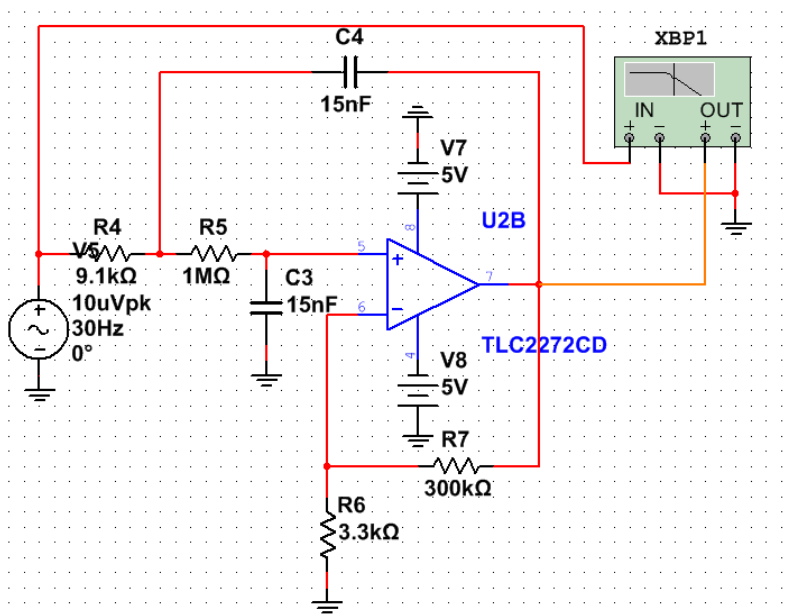 C4
15nF
XBP1
IN
OUT
+
−
+
−
V7
5V
8
U2B
R4
V5
9.1kΩ
10uVpk
30Hz
0°
+
−
R5
1MΩ
C3
15nF
5
+
6
−
7
4
TLC2272CD
V8
5V
R7
300kΩ
R6
3.3kΩ